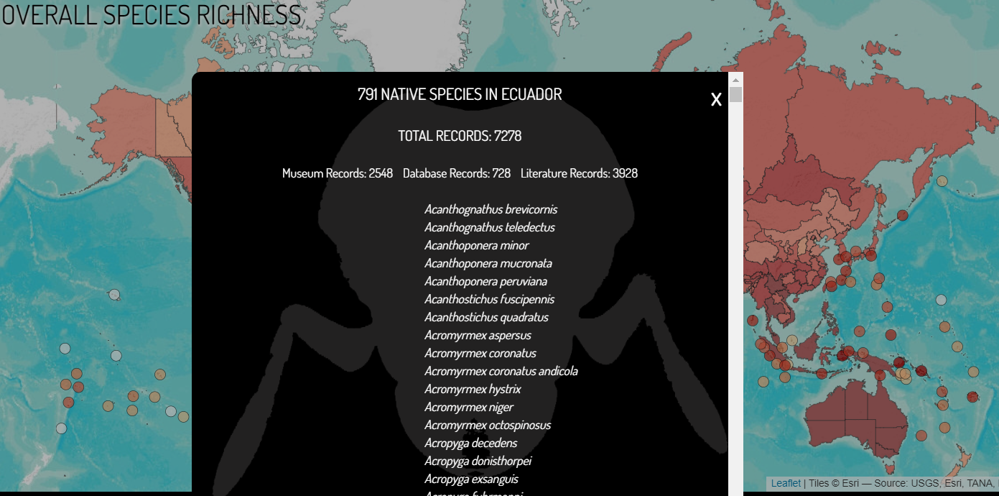 OVERALL SPECIES RICHNESS
791 NATIVE SPECIES IN ECUADOR
X
TOTAL RECORDS: 7278
Museum Records: 2548 Database Records: 728 Literature Records: 3928
Acanthognathus brevicornis
Acanthognathus teledectus
Acanthoponera minor
Acanthoponera mucronata
Acanthoponera peruviana
Acanthostichus fuscipennis
Acanthostichus quadratus
Acromyrmex aspersus
Acromyrmex coronatus
Acromyrmex coronatus andicola
Acromyrmex hystrix
Acromyrmex niger
Acromyrmex octospinosus
Acropyga decedens
Acropyga donisthorpei
Acropyga exsanguis
Leaflet | Tiles © Esri — Source: USGS, Esri, TANA,